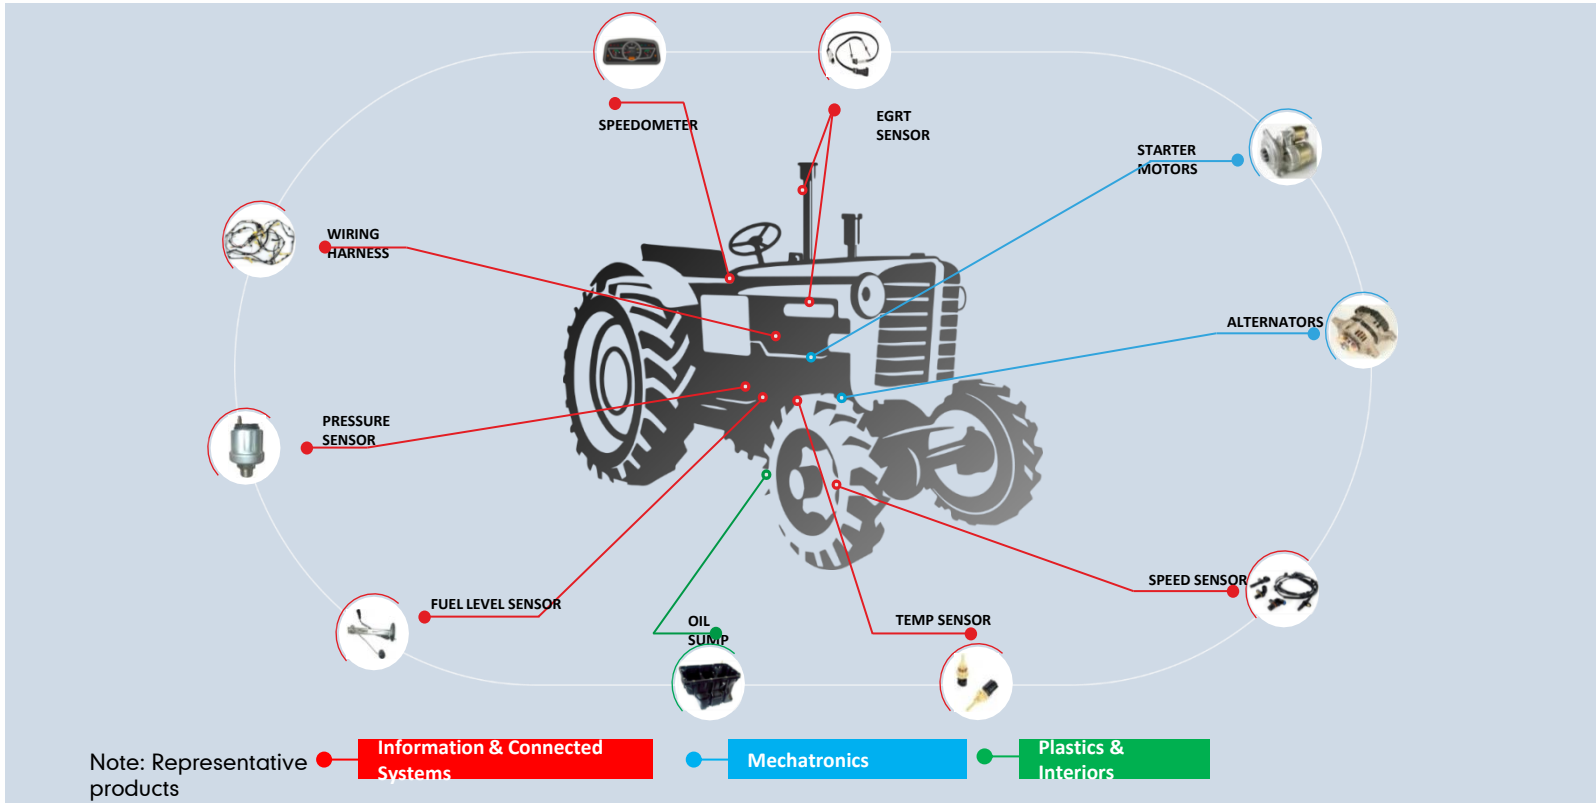 SPEEDOMETER
EGRT
SENSOR
STARTER
MOTORS
WIRING
HARNESS
ALTERNATORS
PRESSURE
SENSOR
SPEED SENSOR
FUEL LEVEL SENSOR
OIL
SUMP
TEMP SENSOR
Note: Representative
products
Information & Connected
Systems
Mechatronics
Plastics &
Interiors